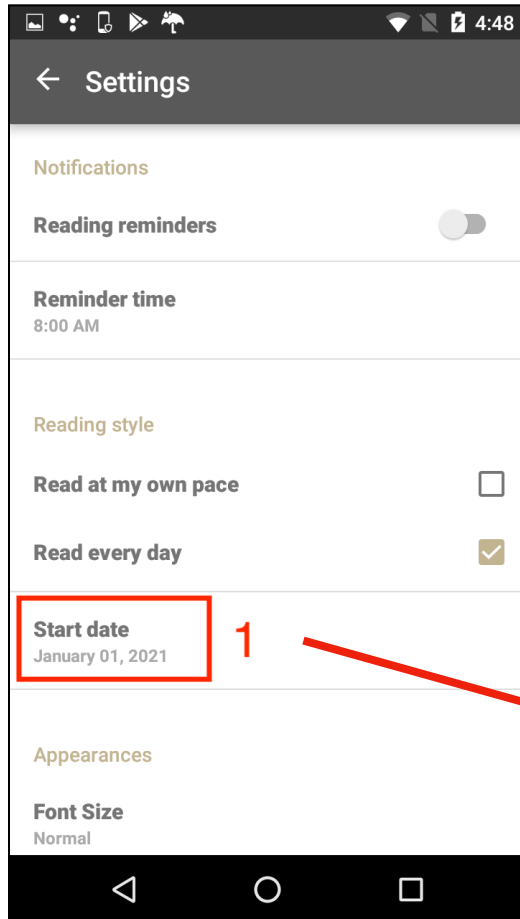 4:48
Settings
Notifications
Reading reminders
Reminder time
8:00 AM
Reading style
Read at my own pace
Read every day
Start date
January 01, 2021
1
Appearances
Font Size
Normal